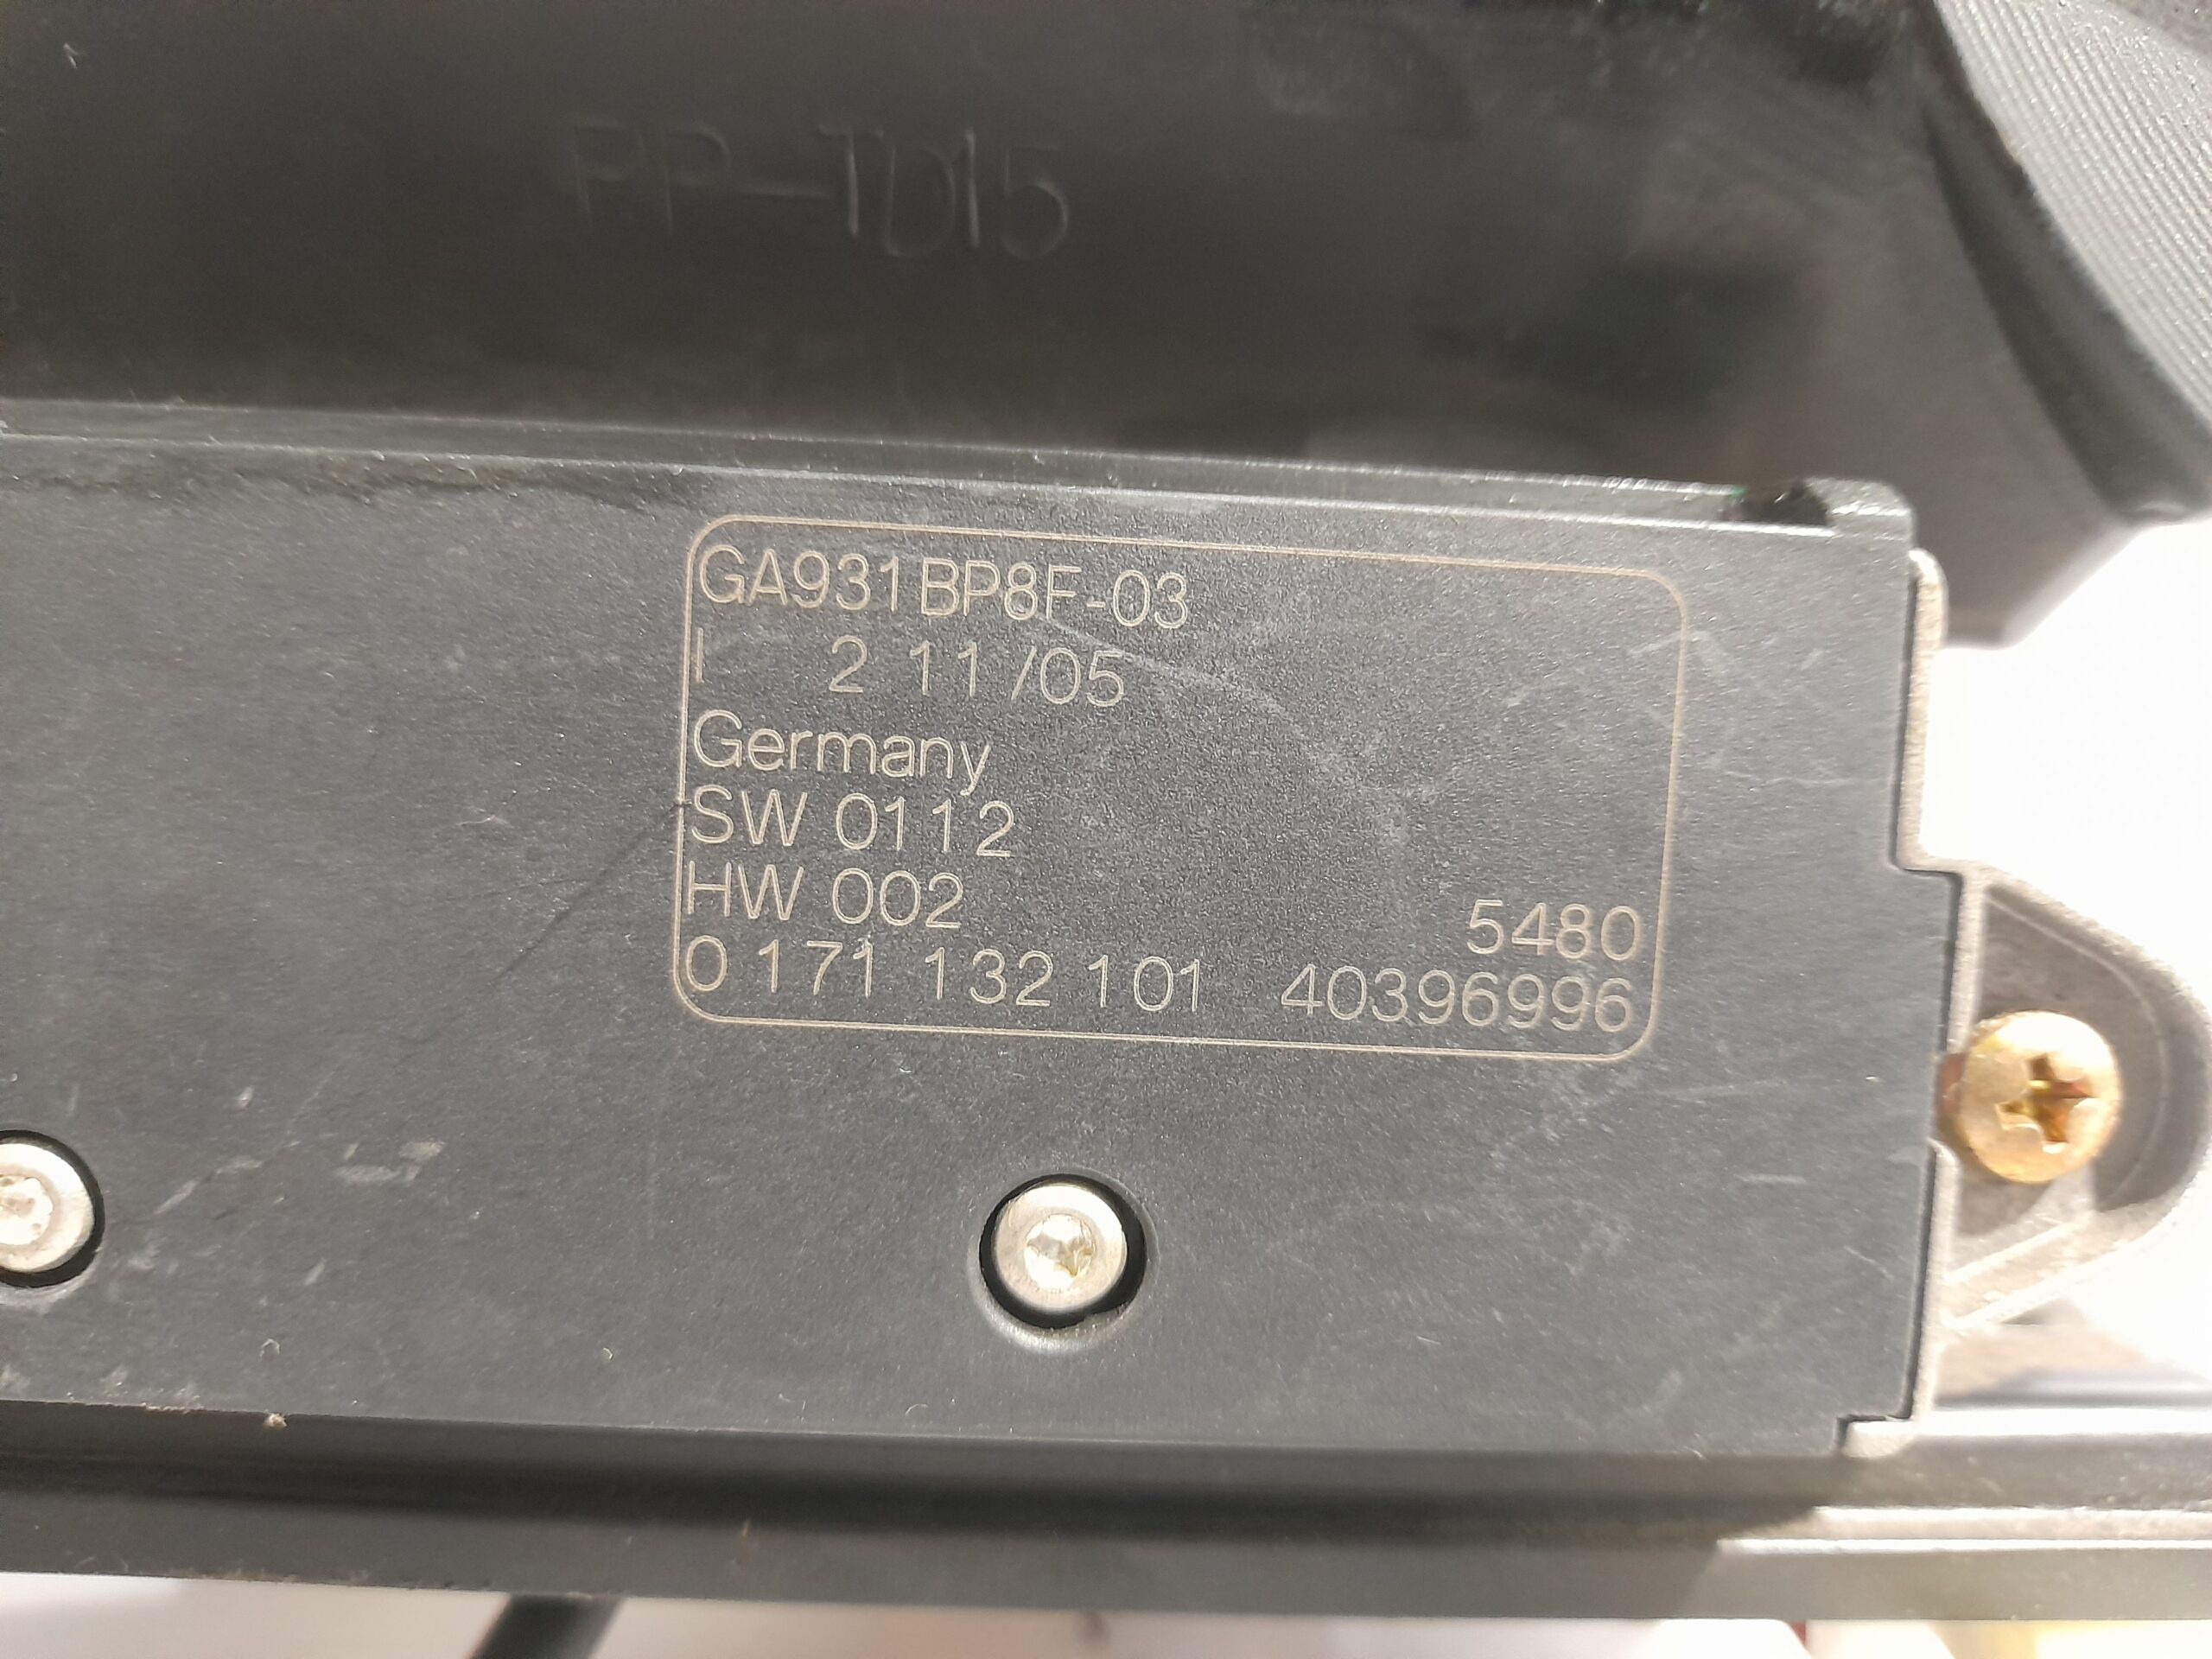 PP-TD15
GA931BP8F-03
I 2 11 /05
Germany
SW 0112
HW 002 5480
0 171 132 101 40396996